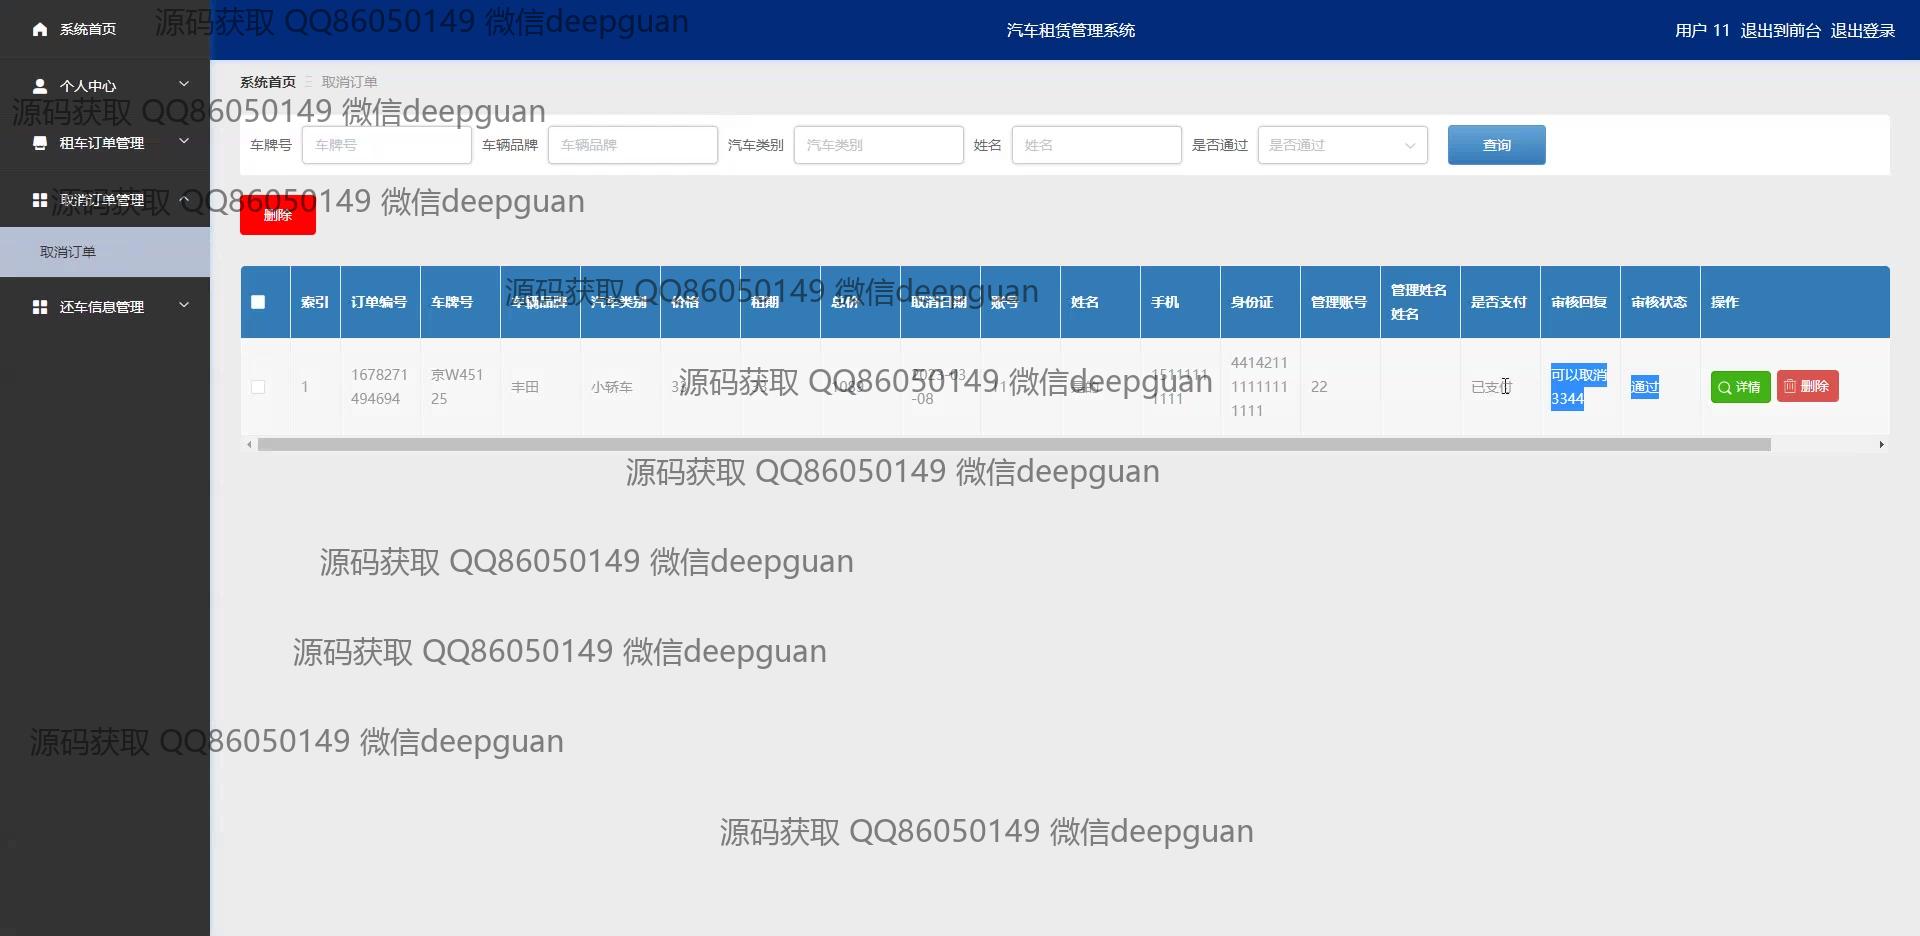 系统首页
源码获取 QQ86050149 微信deepguan
汽车租赁管理系统
用户 11 退出到前台 退出登录
个人中心
系统首页 取消订单
源码获取 QQ86050149 微信deepguan
租车订单管理
车牌号 车牌号 车辆品牌 车辆品牌 汽车类别 汽车类别 姓名 姓名 是否通过 是否通过 查询
取消订单管理
源码获取 QQ86050149 微信deepguan
删除
取消订单
还车信息管理
源码获取 QQ86050149 微信deepguan
索引 订单编号 车牌号 车辆品牌 汽车类别 价格 租期 总价 取消日期 账号 姓名 手机 身份证 管理账号 管理姓名 是否支付 审核回复 审核状态 操作
姓名
源码获取 QQ86050149 微信deepguan
1 1678271 京W451 丰田 小轿车 2023-03 1511111 4414211 22 已支付 可以取消 通过 详情 删除
494694 25 -08 1111 1111111 3344
1111
源码获取 QQ86050149 微信deepguan
源码获取 QQ86050149 微信deepguan
源码获取 QQ86050149 微信deepguan
源码获取 QQ86050149 微信deepguan
源码获取 QQ86050149 微信deepguan